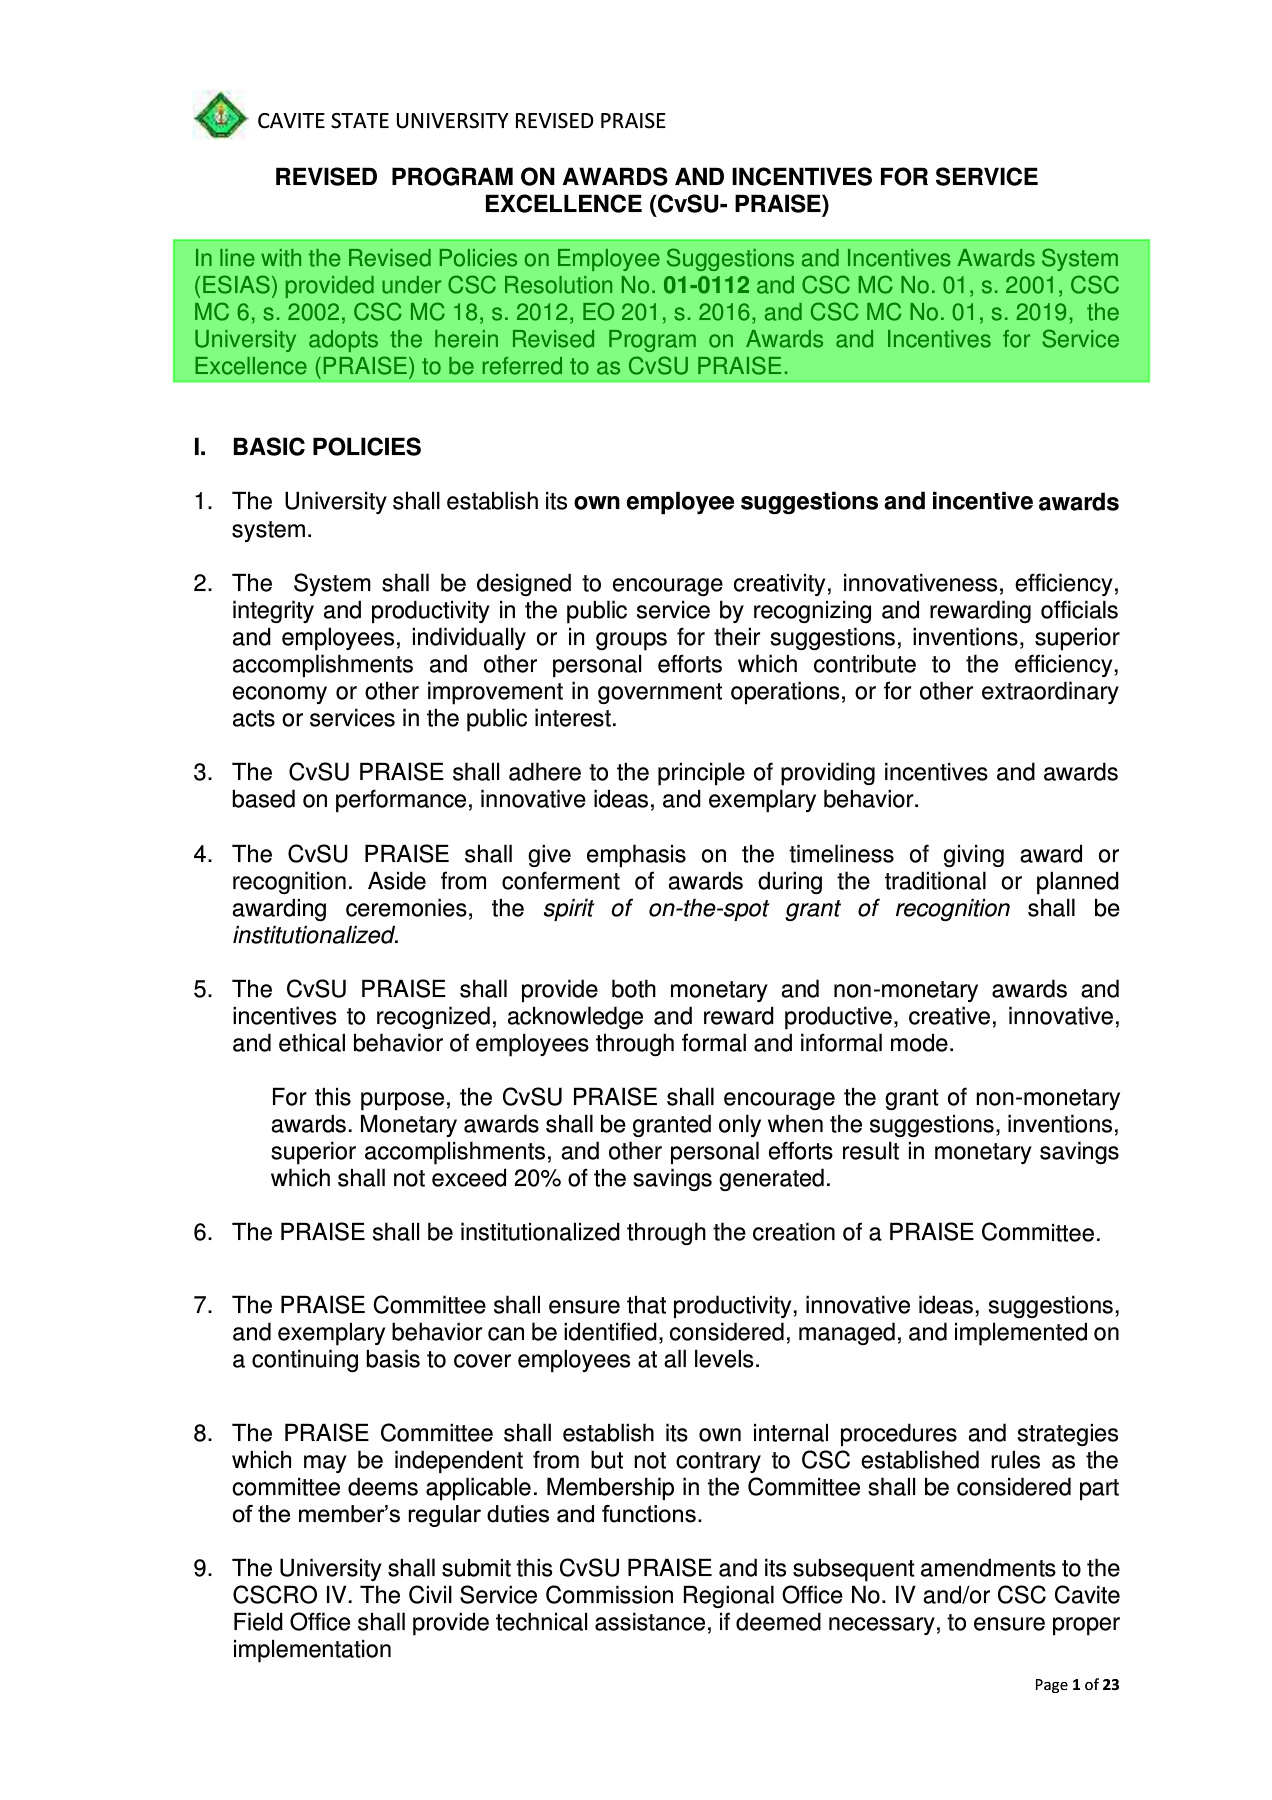 CAVITE STATE UNIVERSITY REVISED PRAISE
REVISED PROGRAM ON AWARDS AND INCENTIVES FOR SERVICE
EXCELLENCE (CvSU- PRAISE)
In line with the Revised Policies on Employee Suggestions and Incentives Awards System
(ESIAS) provided under CSC Resolution No. 01-0112 and CSC MC No. 01, s. 2001, CSC
MC 6, s. 2002, CSC MC 18, s. 2012, EO 201, s. 2016, and CSC MC No. 01, s. 2019, the
University adopts the herein Revised Program on Awards and Incentives for Service
Excellence (PRAISE) to be referred to as CvSU PRAISE.
I. BASIC POLICIES
1. The University shall establish its own employee suggestions and incentive awards
system.
2. The System shall be designed to encourage creativity, innovativeness, efficiency,
integrity and productivity in the public service by recognizing and rewarding officials
and employees, individually or in groups for their suggestions, inventions, superior
accomplishments and other personal efforts which contribute to the efficiency,
economy or other improvement in government operations, or for other extraordinary
acts or services in the public interest.
3. The CvSU PRAISE shall adhere to the principle of providing incentives and awards
based on performance, innovative ideas, and exemplary behavior.
4. The CvSU PRAISE shall give emphasis on the timeliness of giving award or
recognition. Aside from conferment of awards during the traditional or planned
awarding ceremonies, the spirit of on-the-spot grant of recognition shall be
institutionalized.
5. The CvSU PRAISE shall provide both monetary and non-monetary awards and
incentives to recognized, acknowledge and reward productive, creative, innovative,
and ethical behavior of employees through formal and informal mode.
For this purpose, the CvSU PRAISE shall encourage the grant of non-monetary
awards. Monetary awards shall be granted only when the suggestions, inventions,
superior accomplishments, and other personal efforts result in monetary savings
which shall not exceed 20% of the savings generated.
6. The PRAISE shall be institutionalized through the creation of a PRAISE Committee.
7. The PRAISE Committee shall ensure that productivity, innovative ideas, suggestions,
and exemplary behavior can be identified, considered, managed, and implemented on
a continuing basis to cover employees at all levels.
8. The PRAISE Committee shall establish its own internal procedures and strategies
which may be independent from but not contrary to CSC established rules as the
committee deems applicable. Membership in the Committee shall be considered part
of the member’s regular duties and functions.
9. The University shall submit this CvSU PRAISE and its subsequent amendments to the
CSCRO IV. The Civil Service Commission Regional Office No. IV and/or CSC Cavite
Field Office shall provide technical assistance, if deemed necessary, to ensure proper
implementation
Page 1 of 23